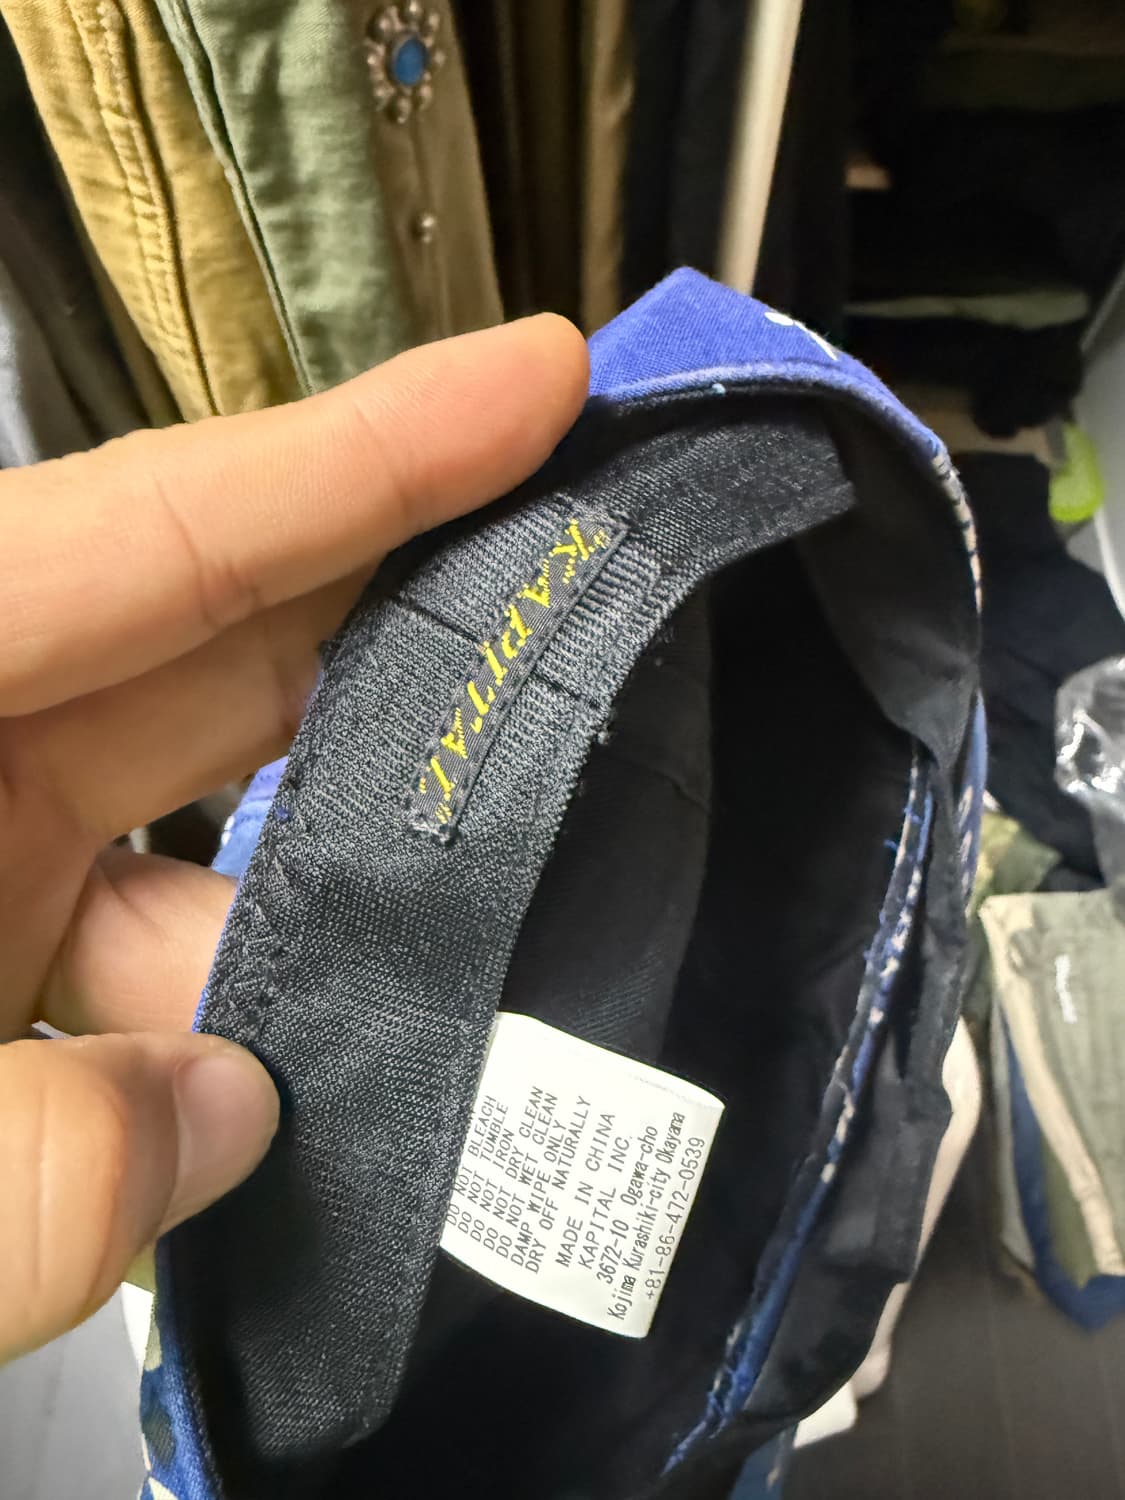 KAPITAL
DO NOT BLEACH
DO NOT TUMBLE
DO NOT IRON
DO NOT DRY CLEAN
DO NOT WET CLEAN
DAMP WIPE ONLY
DRY OFF NATURALLY
MADE IN CHINA
KAPITAL INC.
3672-10 Ogawa-cho
Kojima Kurashiki-city Okayama
+81-86-472-0539